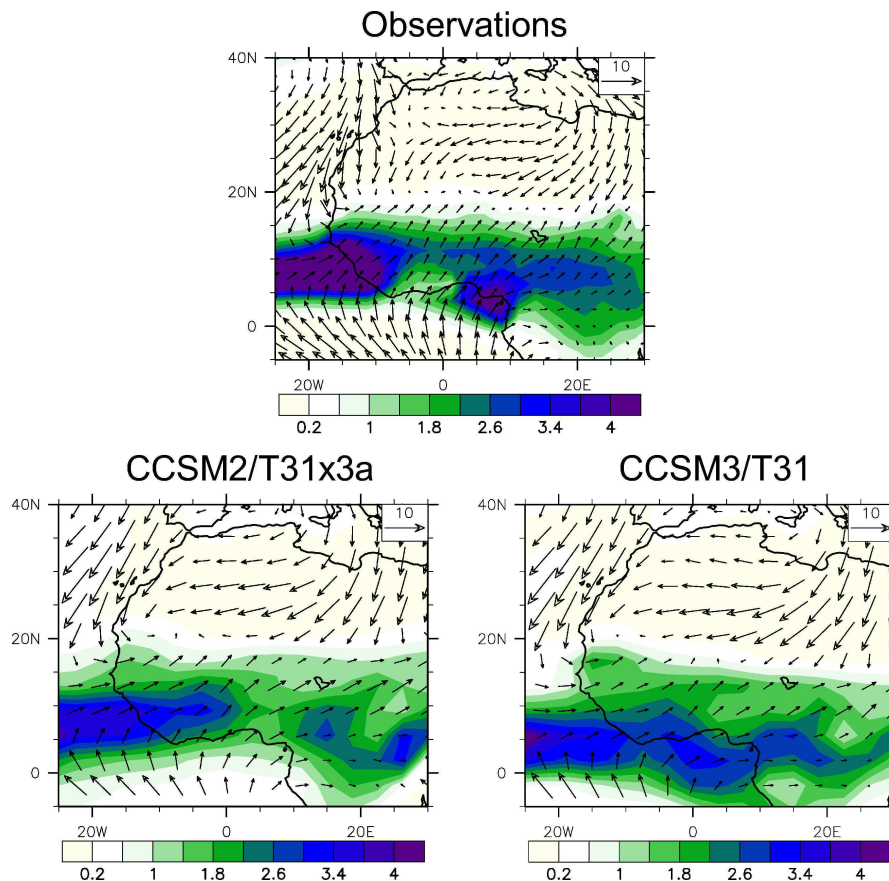 Observations
40N
10
20N
0
20W 0 20E
0.2 1 1.8 2.6 3.4 4
CCSM2/T31x3a CCSM3/T31
40N 10 40N 10
20N 20N
0 0
20W 0 20E 20W 0 20E
0.2 1 1.8 2.6 3.4 4 0.2 1 1.8 2.6 3.4 4